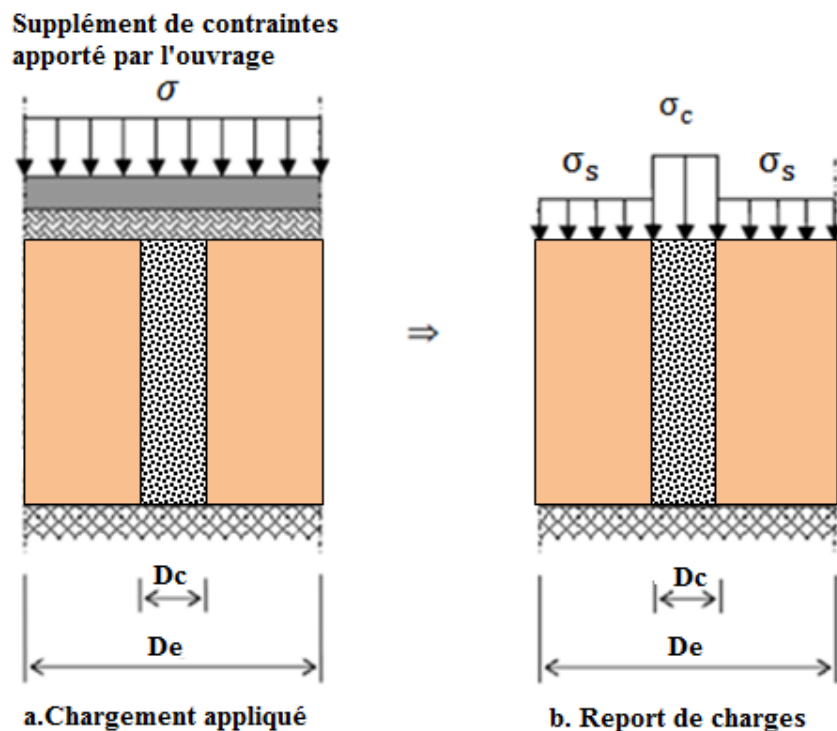 Supplément de contraintes
apporté par l'ouvrage
σ
σc
σs
σs
⇒
Dc
De
Dc
De
a.Chargement appliqué
b. Report de charges